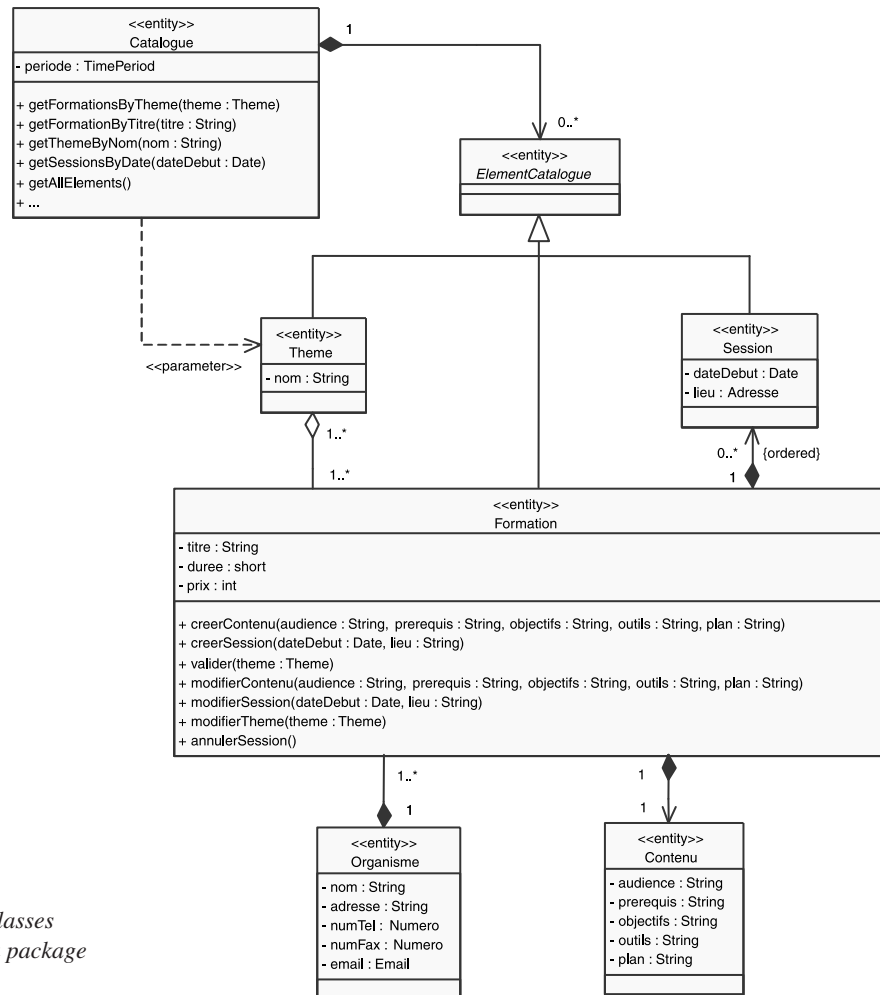 <<entity>>
Catalogue
- periode : TimePeriod
+ getFormationsByTheme(theme : Theme)
+ getFormationByTitre(titre : String)
+ getThemeByNom(nom : String)
+ getSessionsByDate(dateDebut : Date)
+ getAllElements()
+ ...
1
0..*
<<entity>>
ElementCatalogue
<<parameter>>
<<entity>>
Theme
- nom : String
<<entity>>
Session
- dateDebut : Date
- lieu : Adresse
1..*
1..*
0..*
{ordered}
1
<<entity>>
Formation
- titre : String
- duree : short
- prix : int
+ creerContenu(audience : String, prerequis : String, objectifs : String, outils : String, plan : String)
+ creerSession(dateDebut : Date, lieu : String)
+ valider(theme : Theme)
+ modifierContenu(audience : String, prerequis : String, objectifs : String, outils : String, plan : String)
+ modifierSession(dateDebut : Date, lieu : String)
+ modifierTheme(theme : Theme)
+ annulerSession()
1..*
1
1
1
<<entity>>
Organisme
- nom : String
- adresse : String
- numTel : Numero
- numFax : Numero
- email : Email
<<entity>>
Contenu
- audience : String
- prerequis : String
- objectifs : String
- outils : String
- plan : String
lasses
package